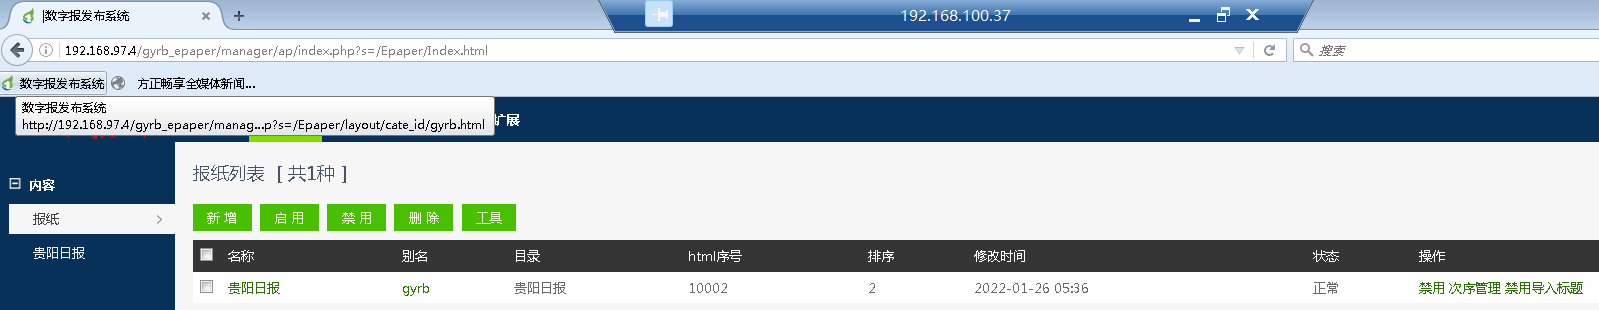 |数字报发布系统
192.168.100.37
192.168.97.4/gyrb_epaper/manager/ap/index.php?s=/Epaper/Index.html
搜索
数字报发布系统 方正畅享全媒体新闻...
数字报发布系统
http://192.168.97.4/gyrb_epaper/manag...p?s=/Epaper/layout/cate_id/gyrb.html
扩展
报纸列表 [ 共1种 ]
内容
报纸
贵阳日报
新 增 启 用 禁 用 删 除 工具
名称 别名 目录 html序号 排序 修改时间 状态 操作
贵阳日报 gyrb 贵阳日报 10002 2 2022-01-26 05:36 正常 禁用 次序管理 禁用导入标题